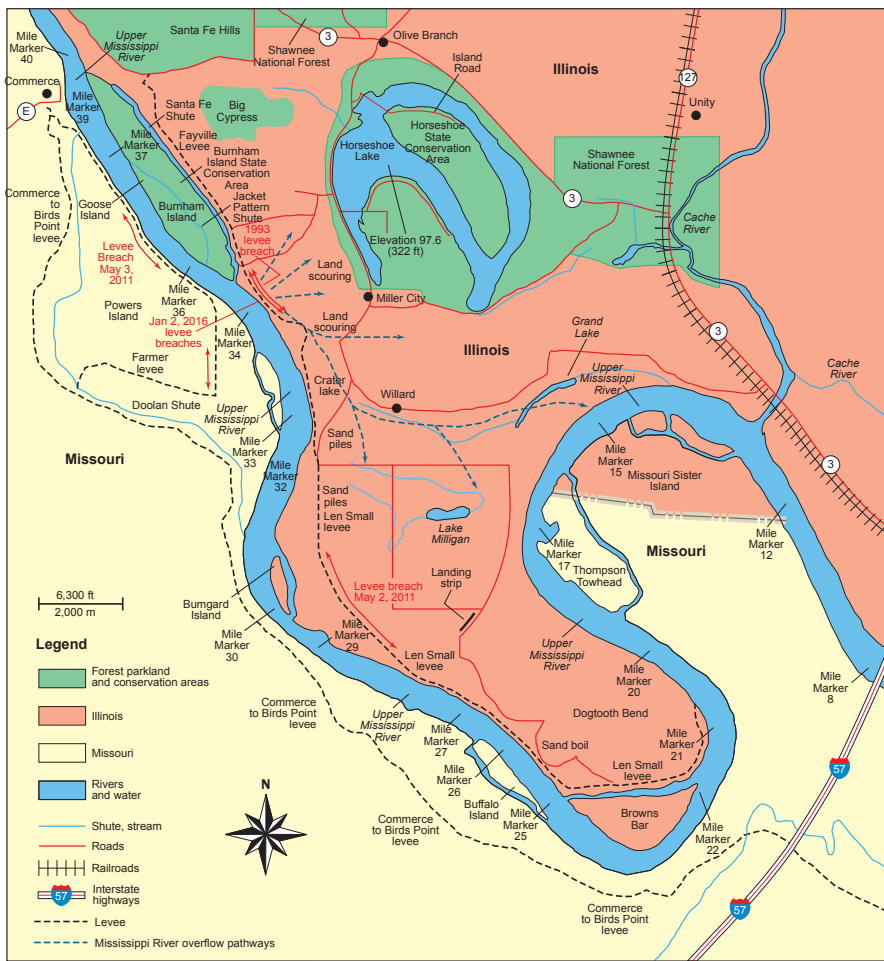 Mile
Marker
40
Upper
Mississippi
River
Santa Fe Hills
Shawnee
National Forest
3
Olive Branch
Island
Road
Illinois
127
Unity
Commerce
E
Mile
Marker
39
Santa Fe
Shute
Big
Cypress
Mile
Marker
37
Fayville
Levee
Burnham
Island State
Conservation
Area
Jacket
Pattern
Shute
Horseshoe
Lake
Horseshoe
State
Conservation
Area
Shawnee
National Forest
3
Cache
River
Commerce
to
Birds Point
levee
Goose
Island
Burnham
Island
1993
levee
breach
Elevation 97.6
(322 ft)
Levee
Breach
May 3,
2011
Land
scouring
Mile
Marker
36
Miller City
Powers
Island
Jan 2, 2016
levee
breaches
Mile
Marker
34
Land
scouring
Illinois
Grand
Lake
3
Cache
River
Farmer
levee
Crater
lake
Willard
Upper
Mississippi
River
Doolan Shute
Upper
Mississippi
River
Mile
Marker
33
Sand
piles
Missouri
Mile
Marker
32
Mile
Marker
15
Missouri Sister
Island
3
Sand
piles
Len Small
levee
Lake
Milligan
Mile
Marker
17
Missouri
Mile
Marker
12
Thompson
Towhead
Landing
strip
Levee breach
May 2, 2011
6,300 ft
2,000 m
Bumgard
Island
Mile
Marker
30
Mile
Marker
29
Len Small
levee
Upper
Mississippi
River
Mile
Marker
20
Mile
Marker
8
Legend
Forest parkland
and conservation areas
Illinois
Missouri
Rivers
and water
Shute, stream
Roads
Railroads
57
Interstate
highways
Levee
Mississippi River overflow pathways
Commerce
to Birds Point
levee
Upper
Mississippi
River
Mile
Marker
27
Dogtooth Bend
Mile
Marker
21
Sand boil
Len Small
levee
57
Mile
Marker
26
Buffalo
Island
N
Commerce
to Birds Point
levee
Mile
Marker
25
Browns
Bar
Mile
Marker
22
Commerce
to Birds Point
levee
57